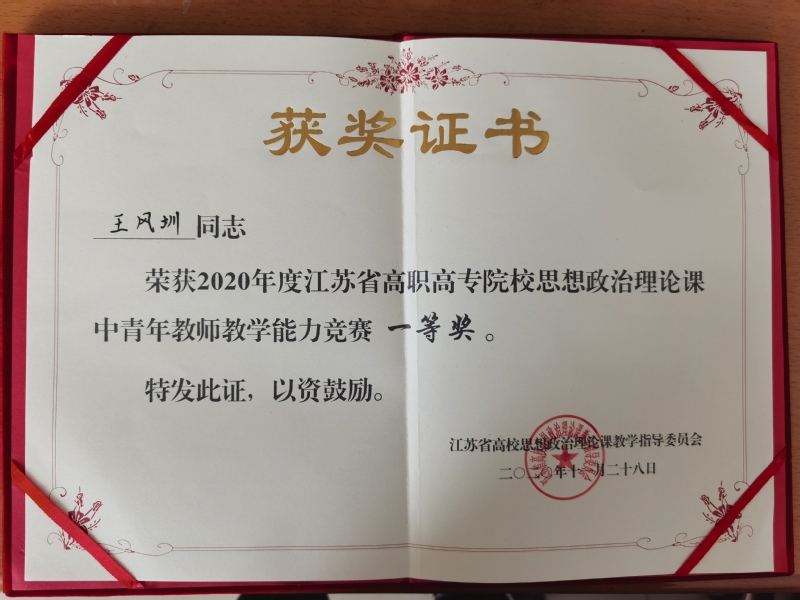 获奖证书
王风圳 同志
荣获2020年度江苏省高职高专院校思想政治理论课
中青年教师教学能力竞赛 一等奖 。
特发此证，以资鼓励。
江苏省高校思想政治理论课教学指导委员会
二〇二〇年十一月二十八日